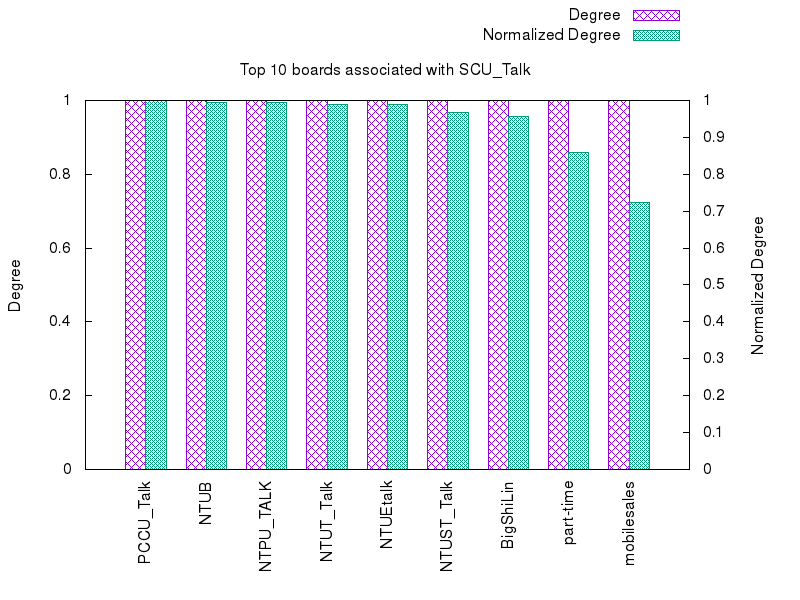 Degree
Normalized Degree
Top 10 boards associated with SCU_Talk
1
0.8
0.6
0.4
0.2
0
1
0.9
0.8
0.7
0.6
0.5
0.4
0.3
0.2
0.1
0
Degree
Normalized Degree
PCCU_Talk
NTUB
NTPU_TALK
NTUT_Talk
NTUEtalk
NTUST_Talk
BigShiLin
part-time
mobilesales